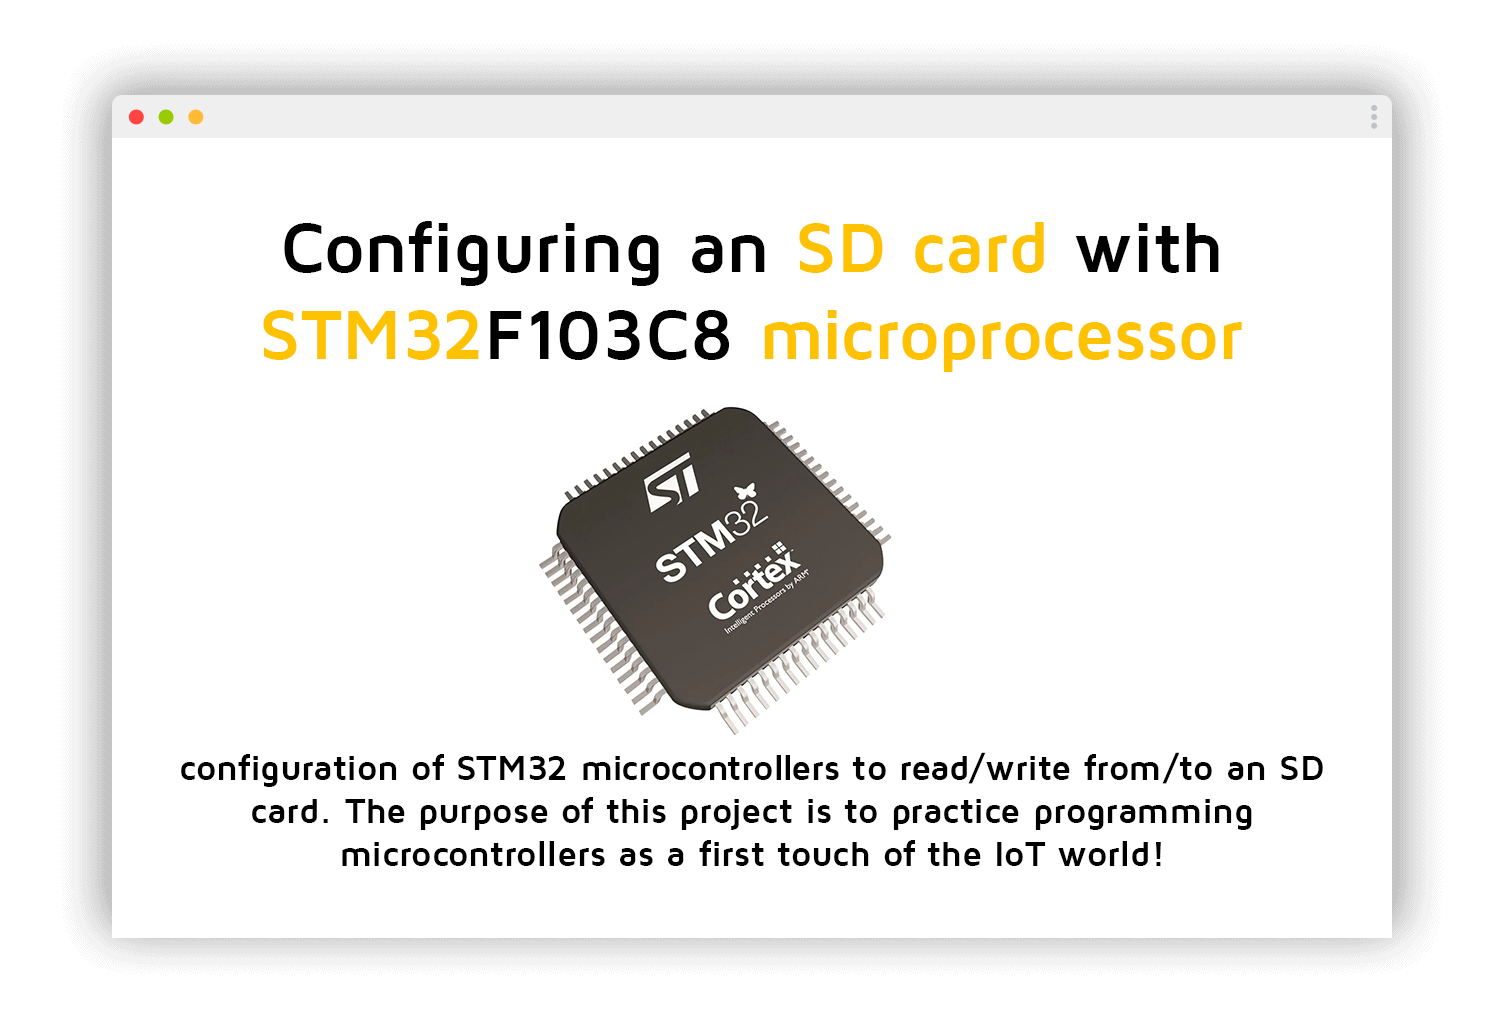 Configuring an SD card with
STM32F103C8 microprocessor
ST
STM32
Cortex
Intelligent Processors by ARM®
configuration of STM32 microcontrollers to read/write from/to an SD
card. The purpose of this project is to practice programming
microcontrollers as a first touch of the IoT world!